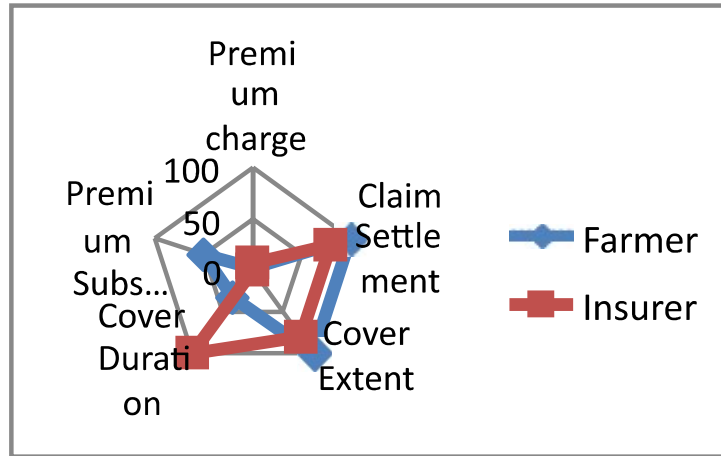 Premi
um
charge
100
50
0
Claim
Settle
ment
Cover
Extent
Cover
Durati
on
Premi
um
Subs...
Farmer
Insurer